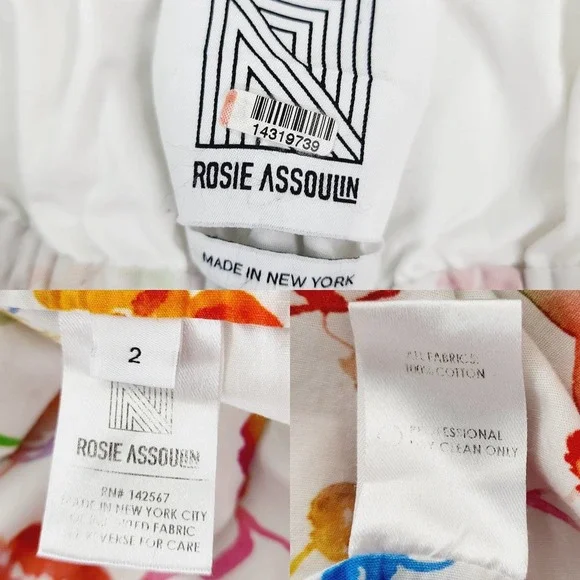 14319739
ROSIE ASSOULIN
MADE IN NEW YORK
2
ROSIE ASSOULIN
RN# 142567
MADE IN NEW YORK CITY
FABRIC
REVERSE FOR CARE
ALL FABRICS:
100% COTTON
PROFESSIONAL
DRY CLEAN ONLY